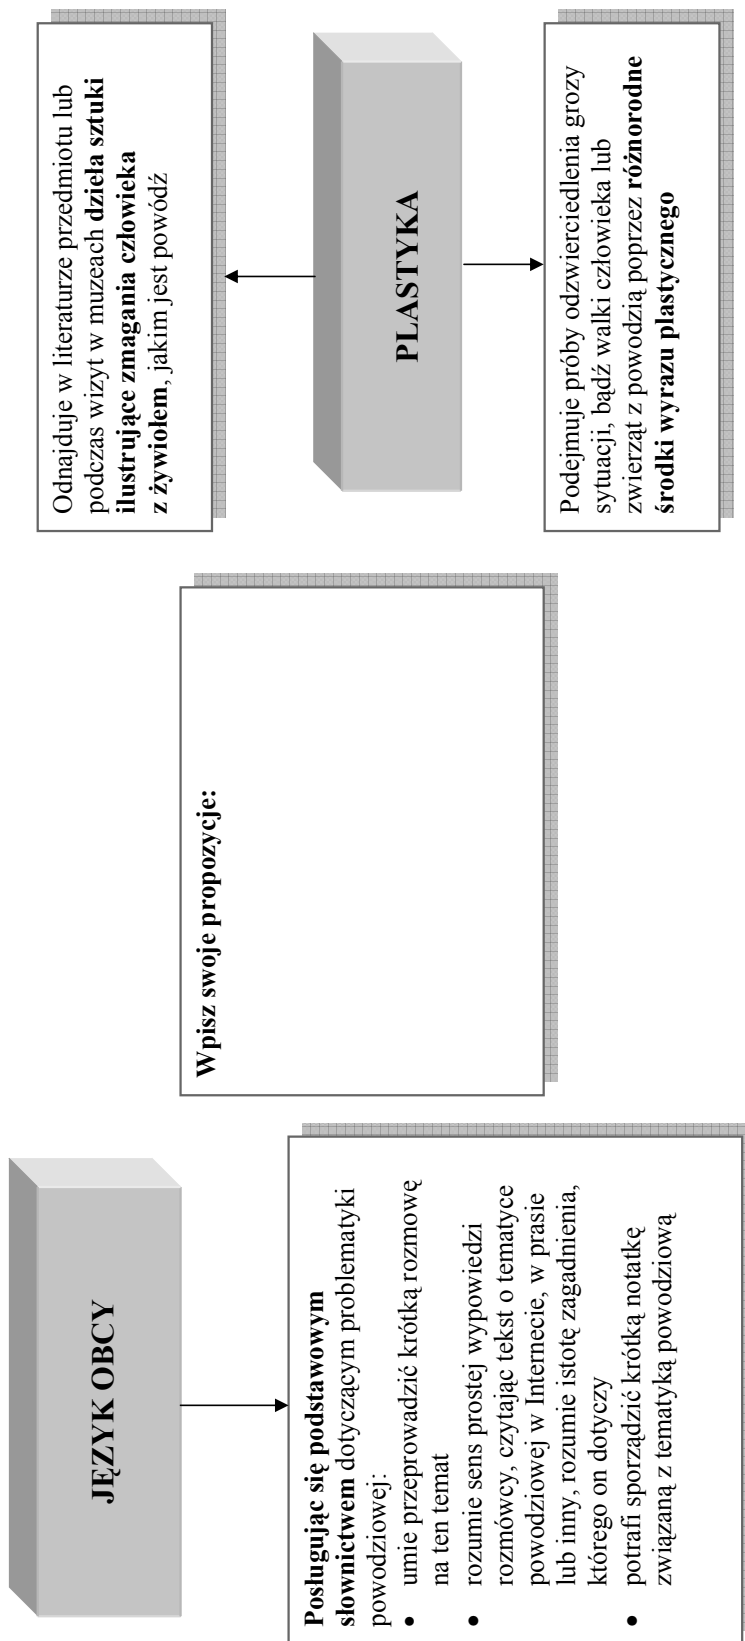 JĘZYK OBCY
Posługując się podstawowym
słownictwem dotyczącym problematyki
powodziowej:
• umie przeprowadzić krótką rozmowę
na ten temat
• rozumie sens prostej wypowiedzi
rozmówcy, czytając tekst o tematyce
powodziowej w Internecie, w prasie
lub inny, rozumie istotę zagadnienia,
którego on dotyczy
• potrafi sporządzić krótką notatkę
związaną z tematyką powodziową
Wpisz swoje propozycje:
Odnajduje w literaturze przedmiotu lub
podczas wizyt w muzeach dzieła sztuki
ilustrujące zmagania człowieka
z żywiołem, jakim jest powódź
PLASTYKA
Podejmuje próby odzwierciedlenia grozy
sytuacji, bądź walki człowieka lub
zwierząt z powodzią poprzez różnorodne
środki wyrazu plastycznego